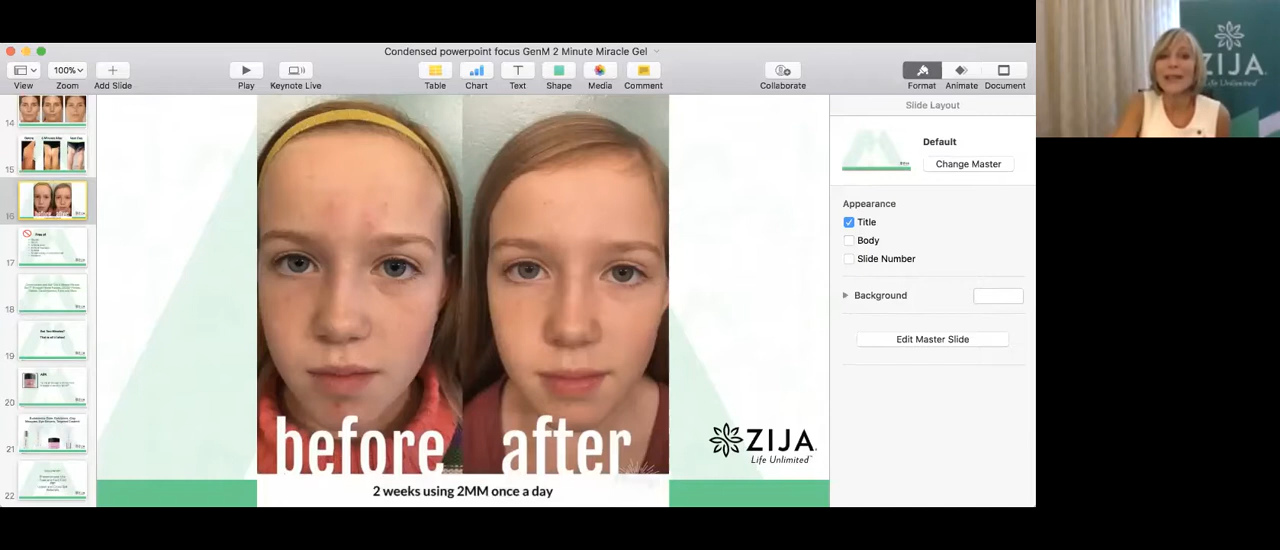 Condensed powerpoint focus GenM 2 Minute Miracle Gel
100%
View
Zoom
Add Slide
Play
Keynote Live
Table
Chart
Text
Shape
Media
Comment
Collaborate
Format
Animate
Document
14
15
16
17
18
19
20
21
22
before
after
2 weeks using 2MM once a day
ZIJA
Life Unlimited™
Slide Layout
Default
Change Master
Appearance
Title
Body
Slide Number
Background
Edit Master Slide
ZIJA
Life Unlimited